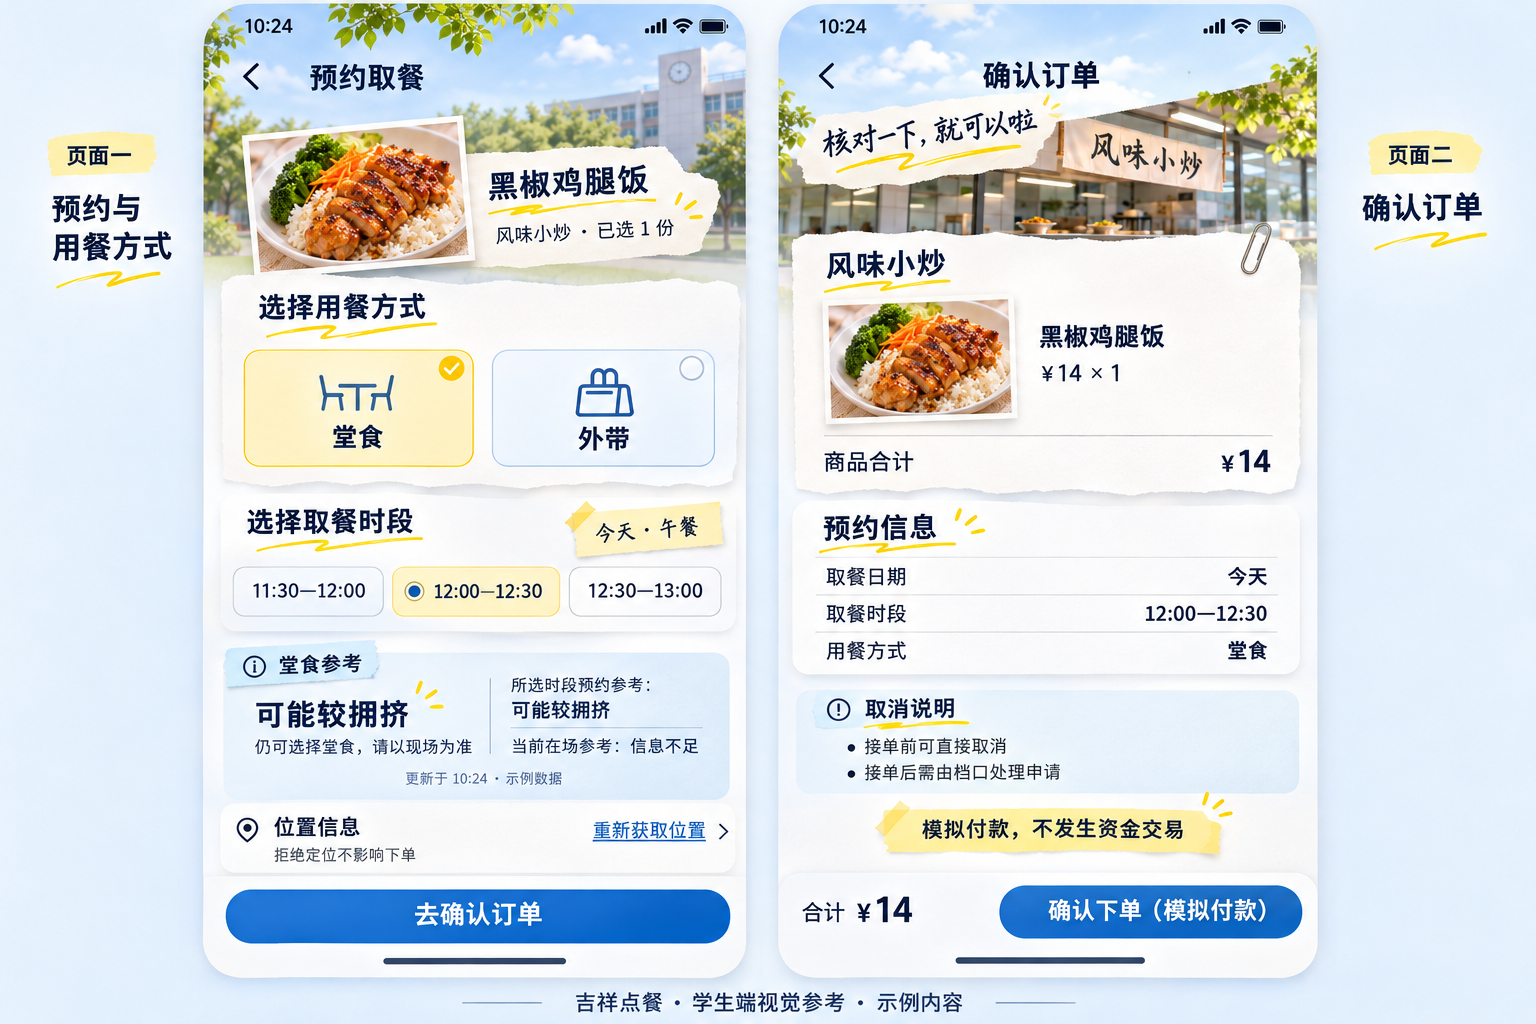 页面一
预约与
用餐方式
10:24
预约取餐
黑椒鸡腿饭
风味小炒 · 已选 1 份
选择用餐方式
堂食
外带
选择取餐时段
今天 · 午餐
11:30—12:00
12:00—12:30
12:30—13:00
堂食参考
可能较拥挤
仍可选择堂食，请以现场为准
所选时段预约参考：
可能较拥挤
当前在场参考：信息不足
更新于 10:24 · 示例数据
位置信息
拒绝定位不影响下单
重新获取位置
去确认订单
10:24
确认订单
核对一下，就可以啦
风味小炒
风味小炒
黑椒鸡腿饭
¥14 × 1
商品合计
¥14
预约信息
取餐日期
今天
取餐时段
12:00—12:30
用餐方式
堂食
取消说明
• 接单前可直接取消
• 接单后需由档口处理申请
模拟付款，不发生资金交易
合计 ¥14
确认下单（模拟付款）
页面二
确认订单
吉祥点餐 · 学生端视觉参考 · 示例内容